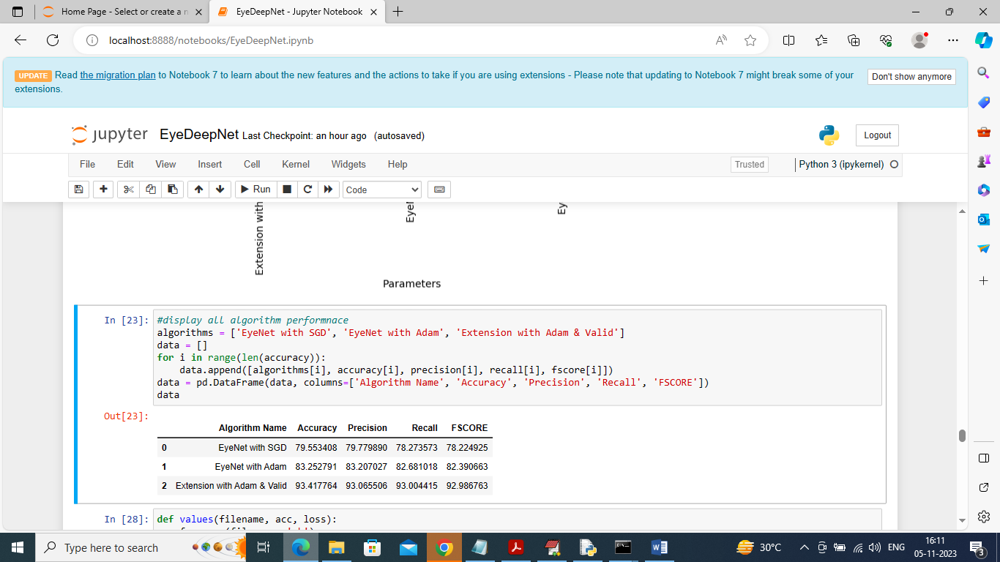 Home Page - Select or create a n
EyeDeepNet - Jupyter Notebook
localhost:8888/notebooks/EyeDeepNet.ipynb
UPDATE Read the migration plan to Notebook 7 to learn about the new features and the actions to take if you are using extensions - Please note that updating to Notebook 7 might break some of your
extensions.
Don't show anymore
jupyter EyeDeepNet Last Checkpoint: an hour ago (autosaved)
Logout
File Edit View Insert Cell Kernel Widgets Help
Trusted
Python 3 (ipykernel)
Run
Code
Extension with
Eye
Ey
Parameters
In [23]: #display all algorithm performnace
algorithms = ['EyeNet with SGD', 'EyeNet with Adam', 'Extension with Adam & Valid']
data = []
for i in range(len(accuracy)):
    data.append([algorithms[i], accuracy[i], precision[i], recall[i], fscore[i]])
data = pd.DataFrame(data, columns=['Algorithm Name', 'Accuracy', 'Precision', 'Recall', 'FSCORE'])
data
Out[23]:
Algorithm Name Accuracy Precision Recall FSCORE
0 EyeNet with SGD 79.553408 79.779890 78.273573 78.224925
1 EyeNet with Adam 83.252791 83.207027 82.681018 82.390663
2 Extension with Adam & Valid 93.417764 93.065506 93.004415 92.986763
In [28]: def values(filename, acc, loss):
Type here to search
30°C
ENG
16:11
05-11-2023
3